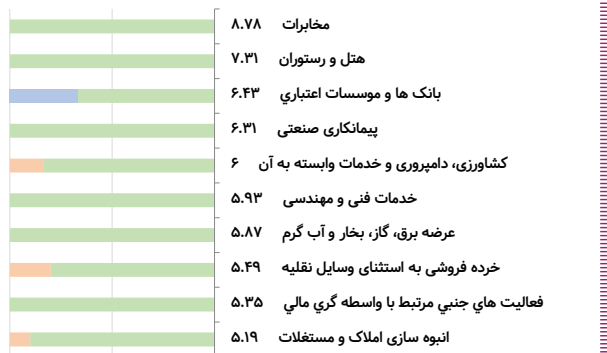 مخابرات ۸.۷۸
هتل و رستوران ۷.۳۱
بانک ها و موسسات اعتباري ۶.۴۳
پیمانکاری صنعتی ۶.۳۱
کشاورزی، دامپروری و خدمات وابسته به آن ۶
خدمات فنی و مهندسی ۵.۹۳
عرضه برق، گاز، بخار و آب گرم ۵.۸۷
خرده فروشی به استثنای وسایل نقلیه ۵.۴۹
فعالیت هاي جنبي مرتبط با واسطه گري مالي ۵.۳۵
انبوه سازی املاک و مستغلات ۵.۱۹